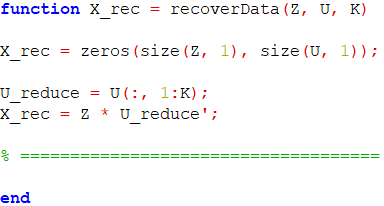 function X_rec = recoverData(Z, U, K)
X_rec = zeros(size(Z, 1), size(U, 1));
U_reduce = U(:, 1:K);
X_rec = Z * U_reduce';
% ====================================
end